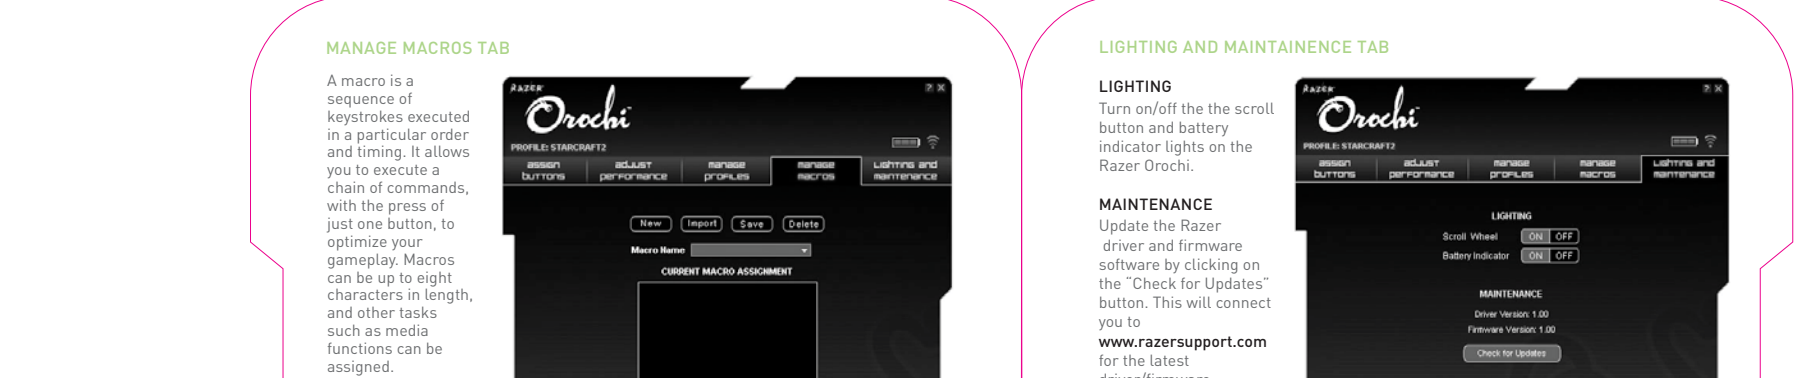 MANAGE MACROS TAB
A macro is a
sequence of
keystrokes executed
in a particular order
and timing. It allows
you to execute a
chain of commands,
with the press of
just one button, to
optimize your
gameplay. Macros
can be up to eight
characters in length,
and other tasks
such as media
functions can be
assigned.
RAZER
Orochi™
? X
PROFILE: STARCRAFT2
assign buttons
adjust performance
manage profiles
manage macros
Lighting and maintenance
New Import Save Delete
Macro Name
CURRENT MACRO ASSIGNMENT
LIGHTING AND MAINTAINENCE TAB
LIGHTING
Turn on/off the the scroll
button and battery
indicator lights on the
Razer Orochi.
MAINTENANCE
Update the Razer
driver and firmware
software by clicking on
the “Check for Updates”
button. This will connect
you to
www.razersupport.com
for the latest
driver/firmware
RAZER
Orochi™
? X
PROFILE: STARCRAFT2
assign buttons
adjust performance
manage profiles
manage macros
Lighting and maintenance
LIGHTING
Scroll Wheel ON OFF
Battery Indicator ON OFF
MAINTENANCE
Driver Version: 1.00
Firmware Version: 1.00
Check for Updates